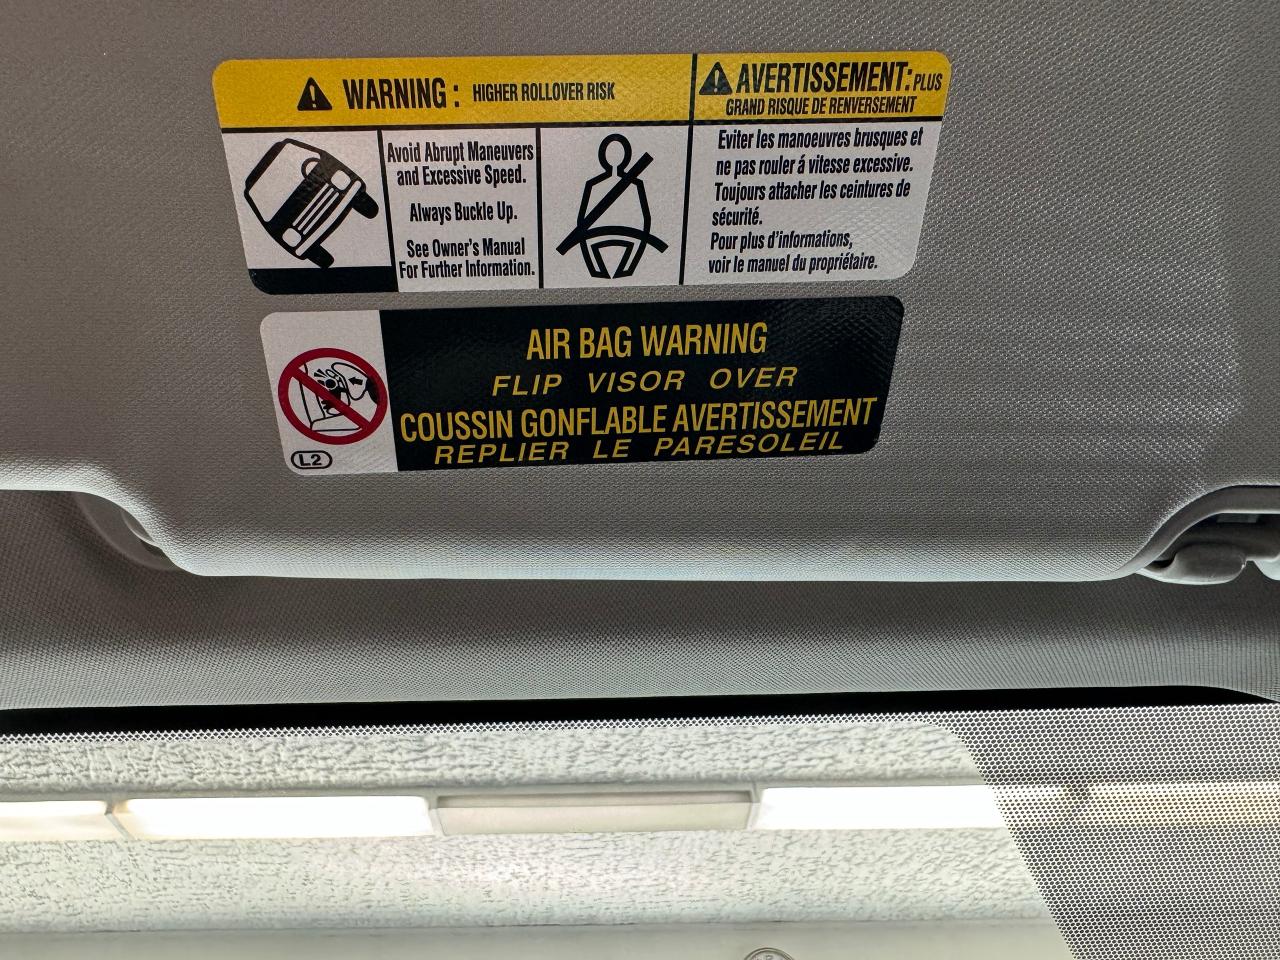 WARNING : HIGHER ROLLOVER RISK
Avoid Abrupt Maneuvers
and Excessive Speed.
Always Buckle Up.
See Owner's Manual
For Further Information.
AVERTISSEMENT: PLUS
GRAND RISQUE DE RENVERSEMENT
Eviter les manoeuvres brusques et
ne pas rouler á vitesse excessive.
Toujours attacher les ceintures de
sécurité.
Pour plus d'informations,
voir le manuel du propriétaire.
AIR BAG WARNING
FLIP VISOR OVER
COUSSIN GONFLABLE AVERTISSEMENT
REPLIER LE PARESOLEIL
L2